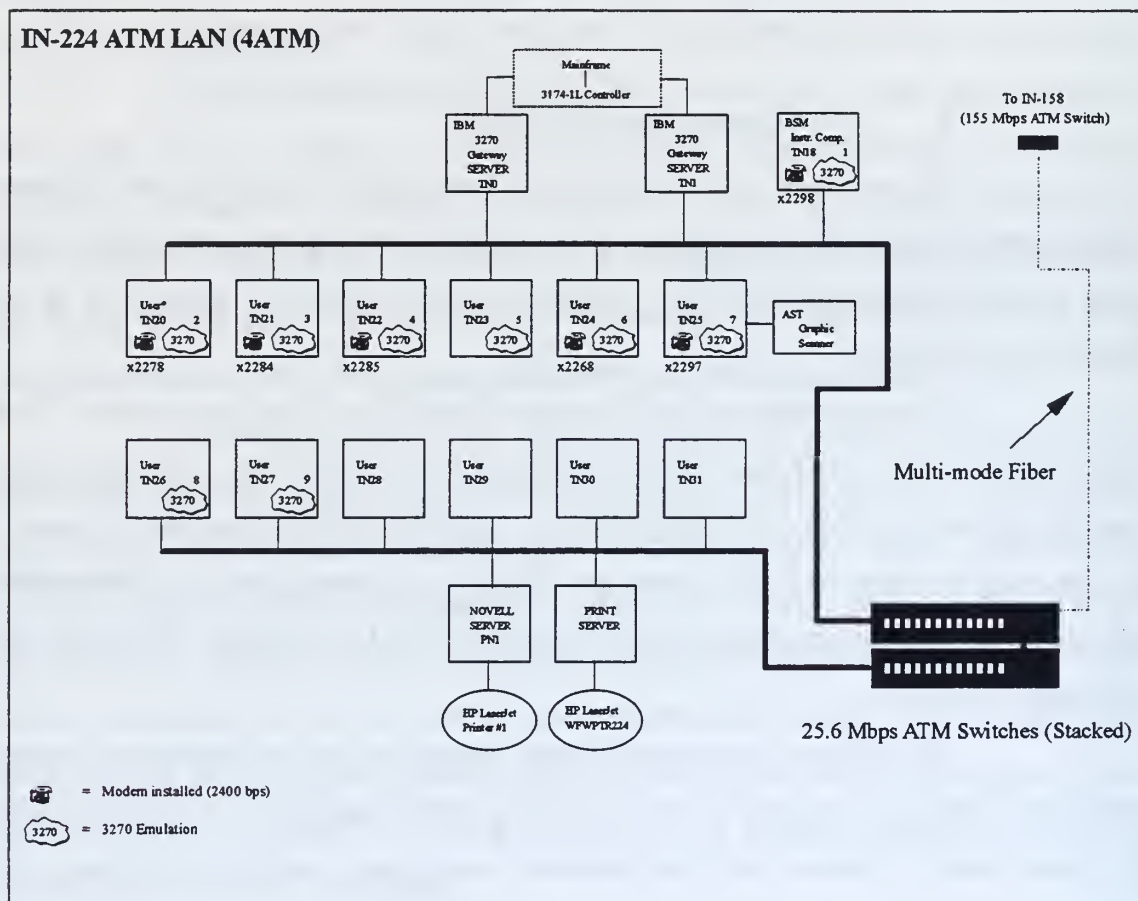 IN-224 ATM LAN (4ATM)
Mainframe
3174-1L Controller
To IN-158
(155 Mbps ATM Switch)
IBM
3270
Gateway
SERVER
TN0
IBM
3270
Gateway
SERVER
TN1
BSM
Instr. Comp.
TN18 1
3270
x2298
User*
TN20 2
3270
x2278
User
TN21 3
3270
x2284
User
TN22 4
3270
x2285
User
TN23 5
3270
User
TN24 6
3270
x2268
User
TN25 7
3270
x2297
AST
Graphic
Scanner
User
TN26 8
3270
User
TN27 9
3270
User
TN28
User
TN29
User
TN30
User
TN31
Multi-mode Fiber
NOVELL
SERVER
PN1
PRINT
SERVER
HP LaserJet
Printer #1
HP LaserJet
WFWPTR224
25.6 Mbps ATM Switches (Stacked)
= Modem installed (2400 bps)
3270 = 3270 Emulation